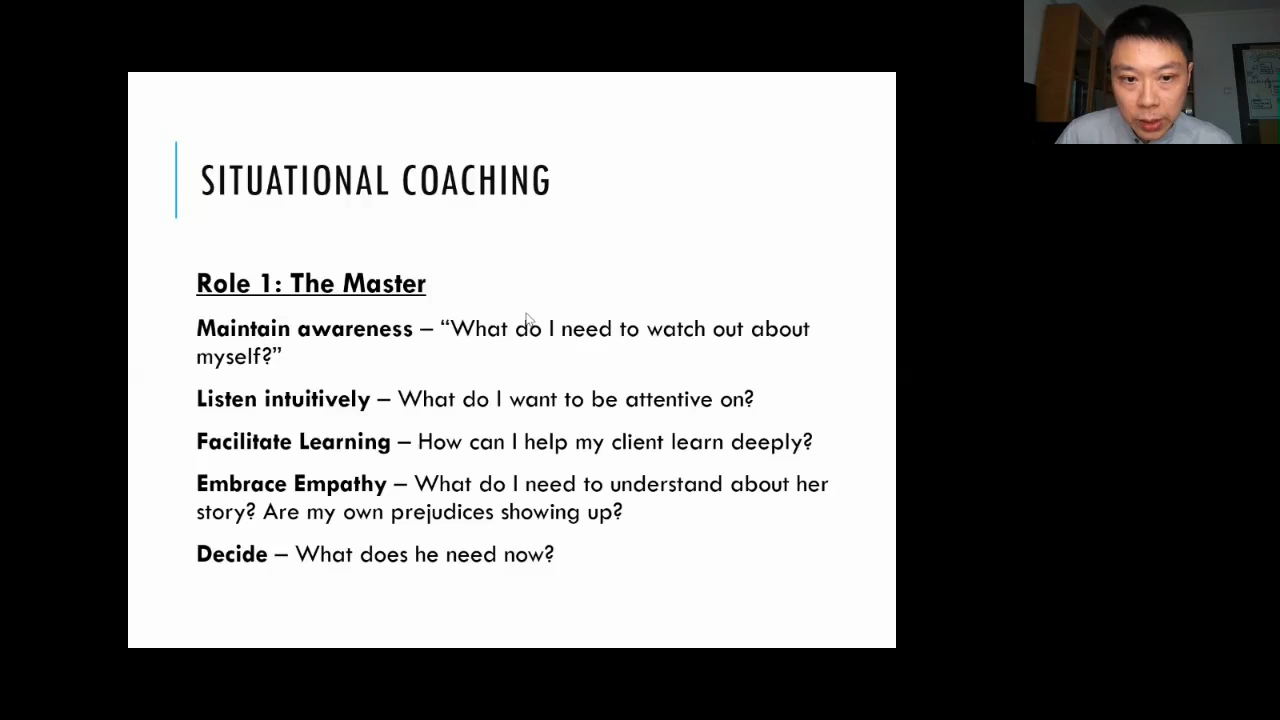 SITUATIONAL COACHING
Role 1: The Master
Maintain awareness – “What do I need to watch out about
myself?”
Listen intuitively – What do I want to be attentive on?
Facilitate Learning – How can I help my client learn deeply?
Embrace Empathy – What do I need to understand about her
story? Are my own prejudices showing up?
Decide – What does he need now?